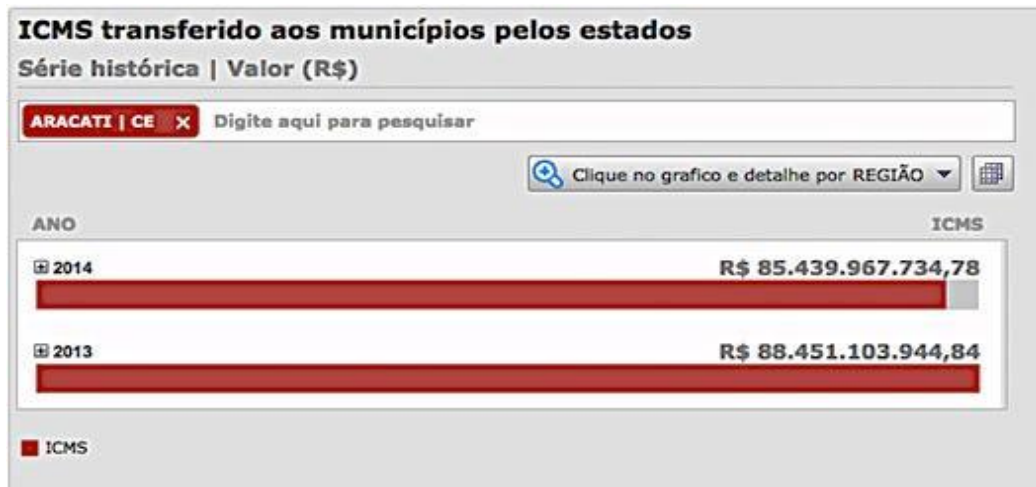 ICMS transferido aos municípios pelos estados
Série histórica | Valor (R$)
ARACATI | CE X Digite aqui para pesquisar
Clique no grafico e detalhe por REGIÃO
ANO ICMS
2014 R$ 85.439.967.734,78
2013 R$ 88.451.103.944,84
ICMS